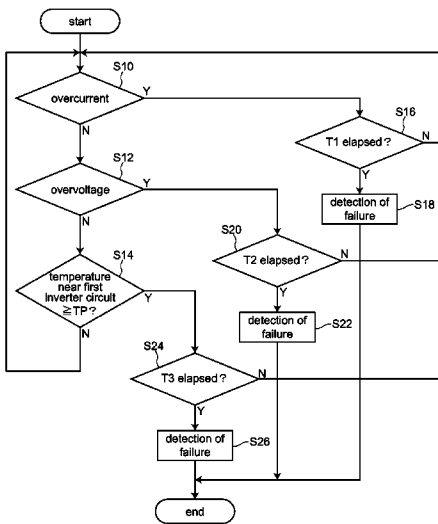 start
S10
overcurrent
Y
N
S16
T1 elapsed?
N
Y
S12
overvoltage
Y
N
detection of
failure
S18
S20
T2 elapsed?
N
Y
S14
temperature
near first
inverter circuit
≧TP?
Y
N
detection of
failure
S22
S24
T3 elapsed?
N
Y
detection of
failure
S26
end